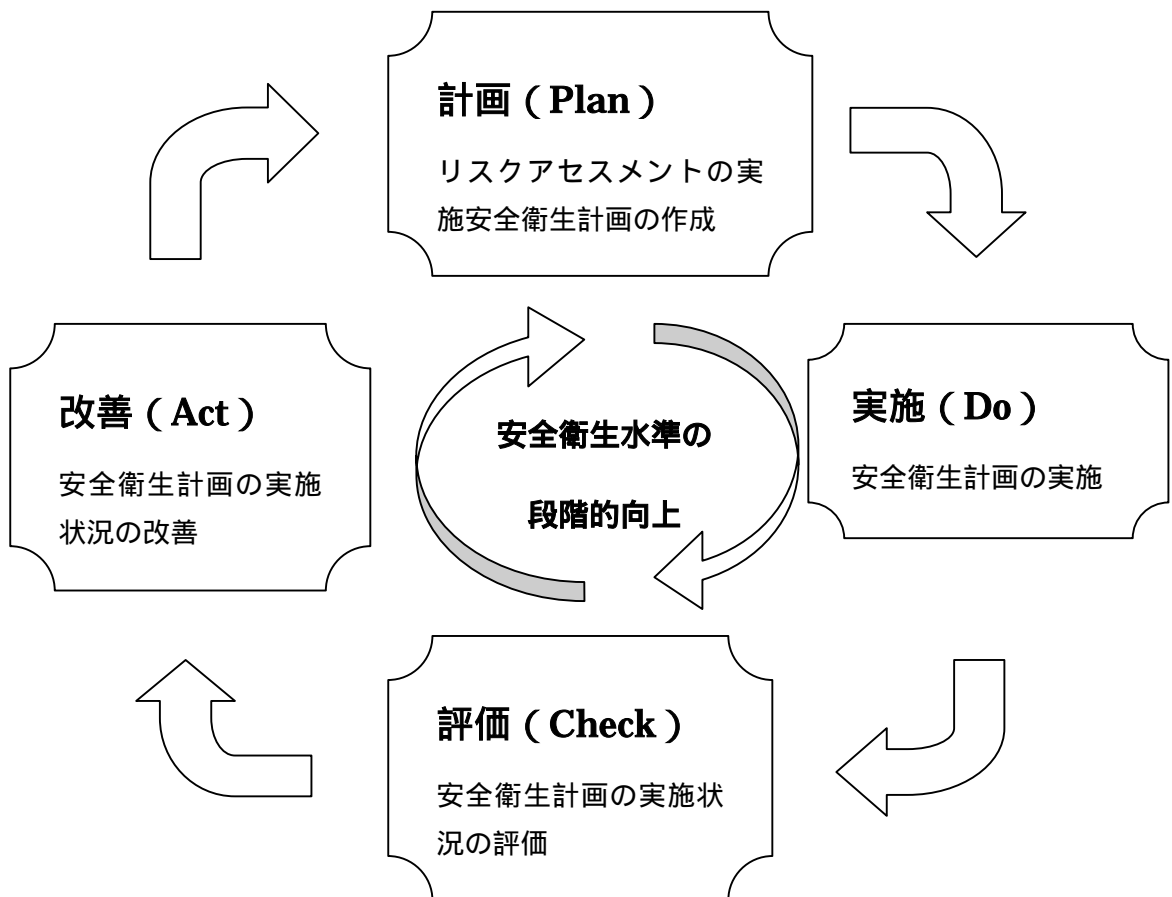 計画（Plan）
リスクアセスメントの実
施安全衛生計画の作成
改善（Act）
安全衛生計画の実施
状況の改善
安全衛生水準の
段階的向上
実施（Do）
安全衛生計画の実施
評価（Check）
安全衛生計画の実施状
況の評価